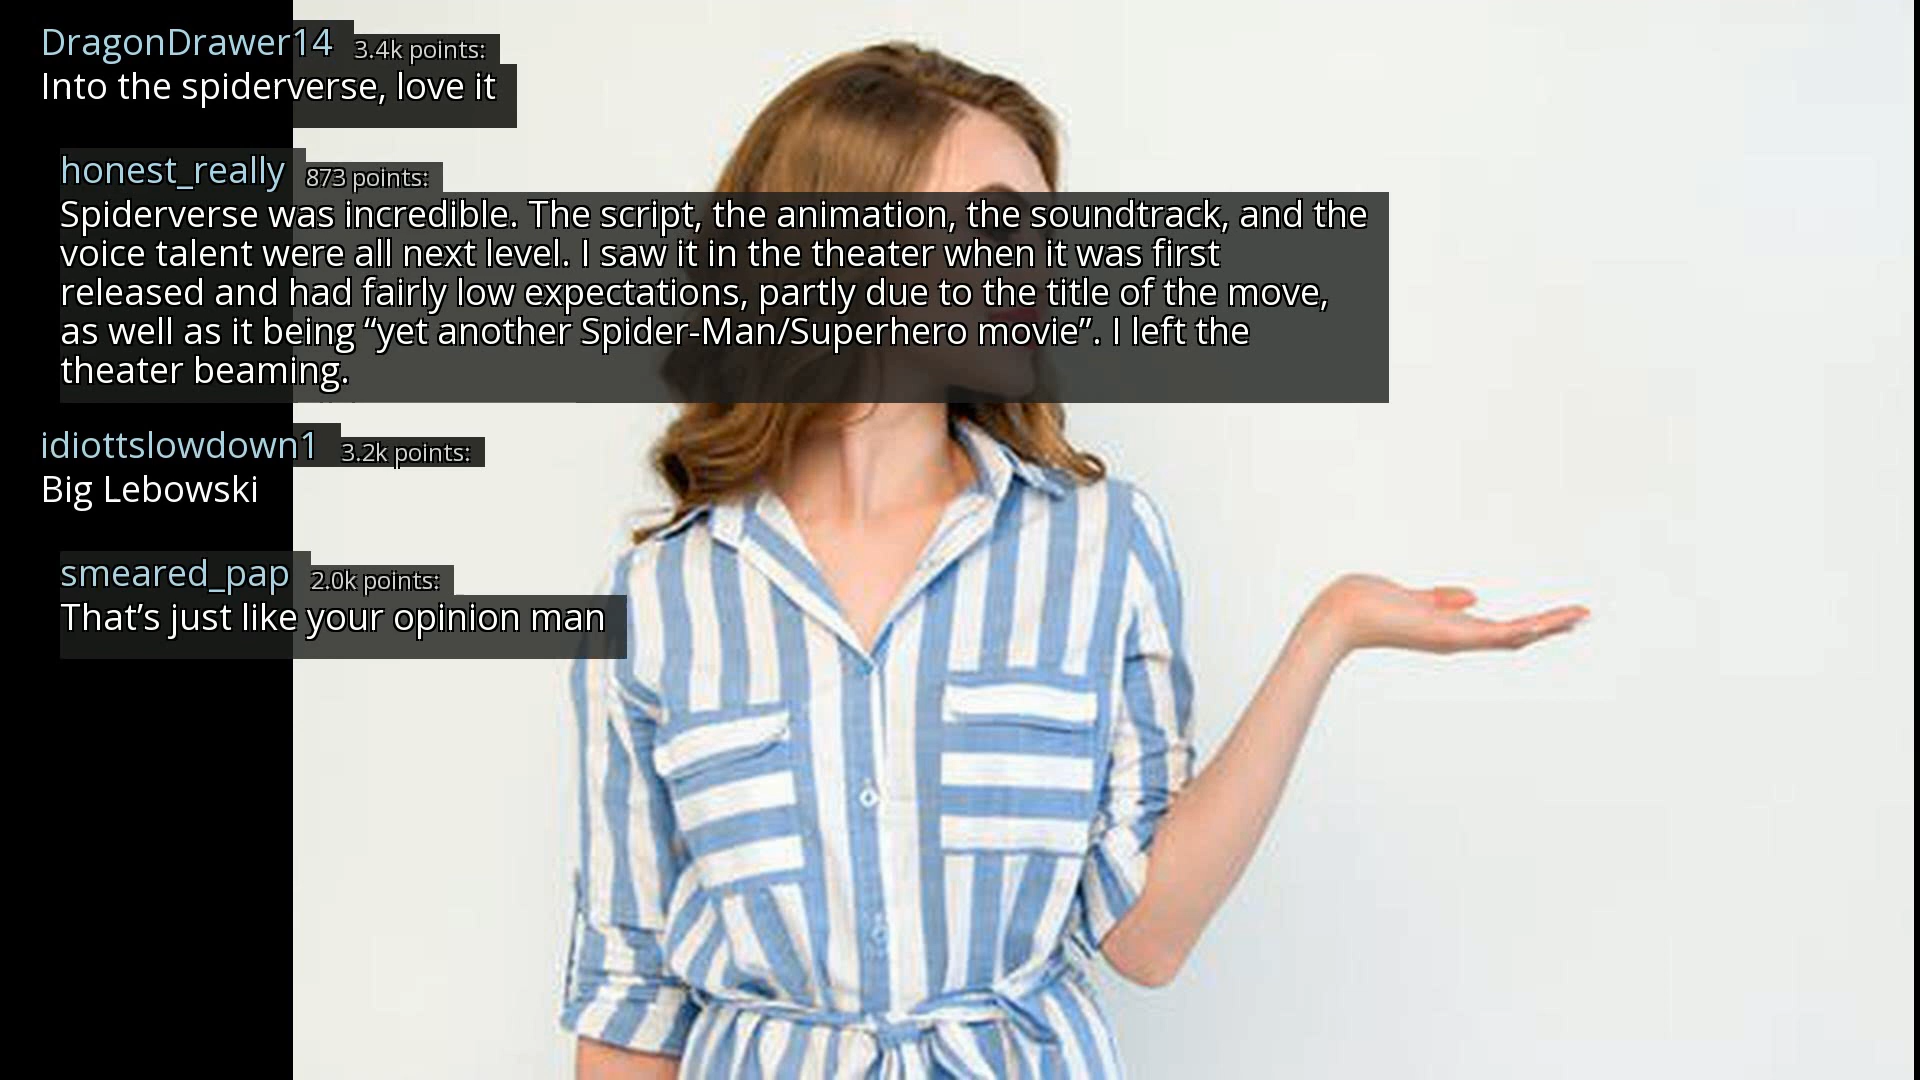 DragonDrawer14 3.4k points:
Into the spiderverse, love it
honest_really 873 points:
Spiderverse was incredible. The script, the animation, the soundtrack, and the
voice talent were all next level. I saw it in the theater when it was first
released and had fairly low expectations, partly due to the title of the move,
as well as it being “yet another Spider-Man/Superhero movie”. I left the
theater beaming.
idiottslowdown1 3.2k points:
Big Lebowski
smeared_pap 2.0k points:
That’s just like your opinion man